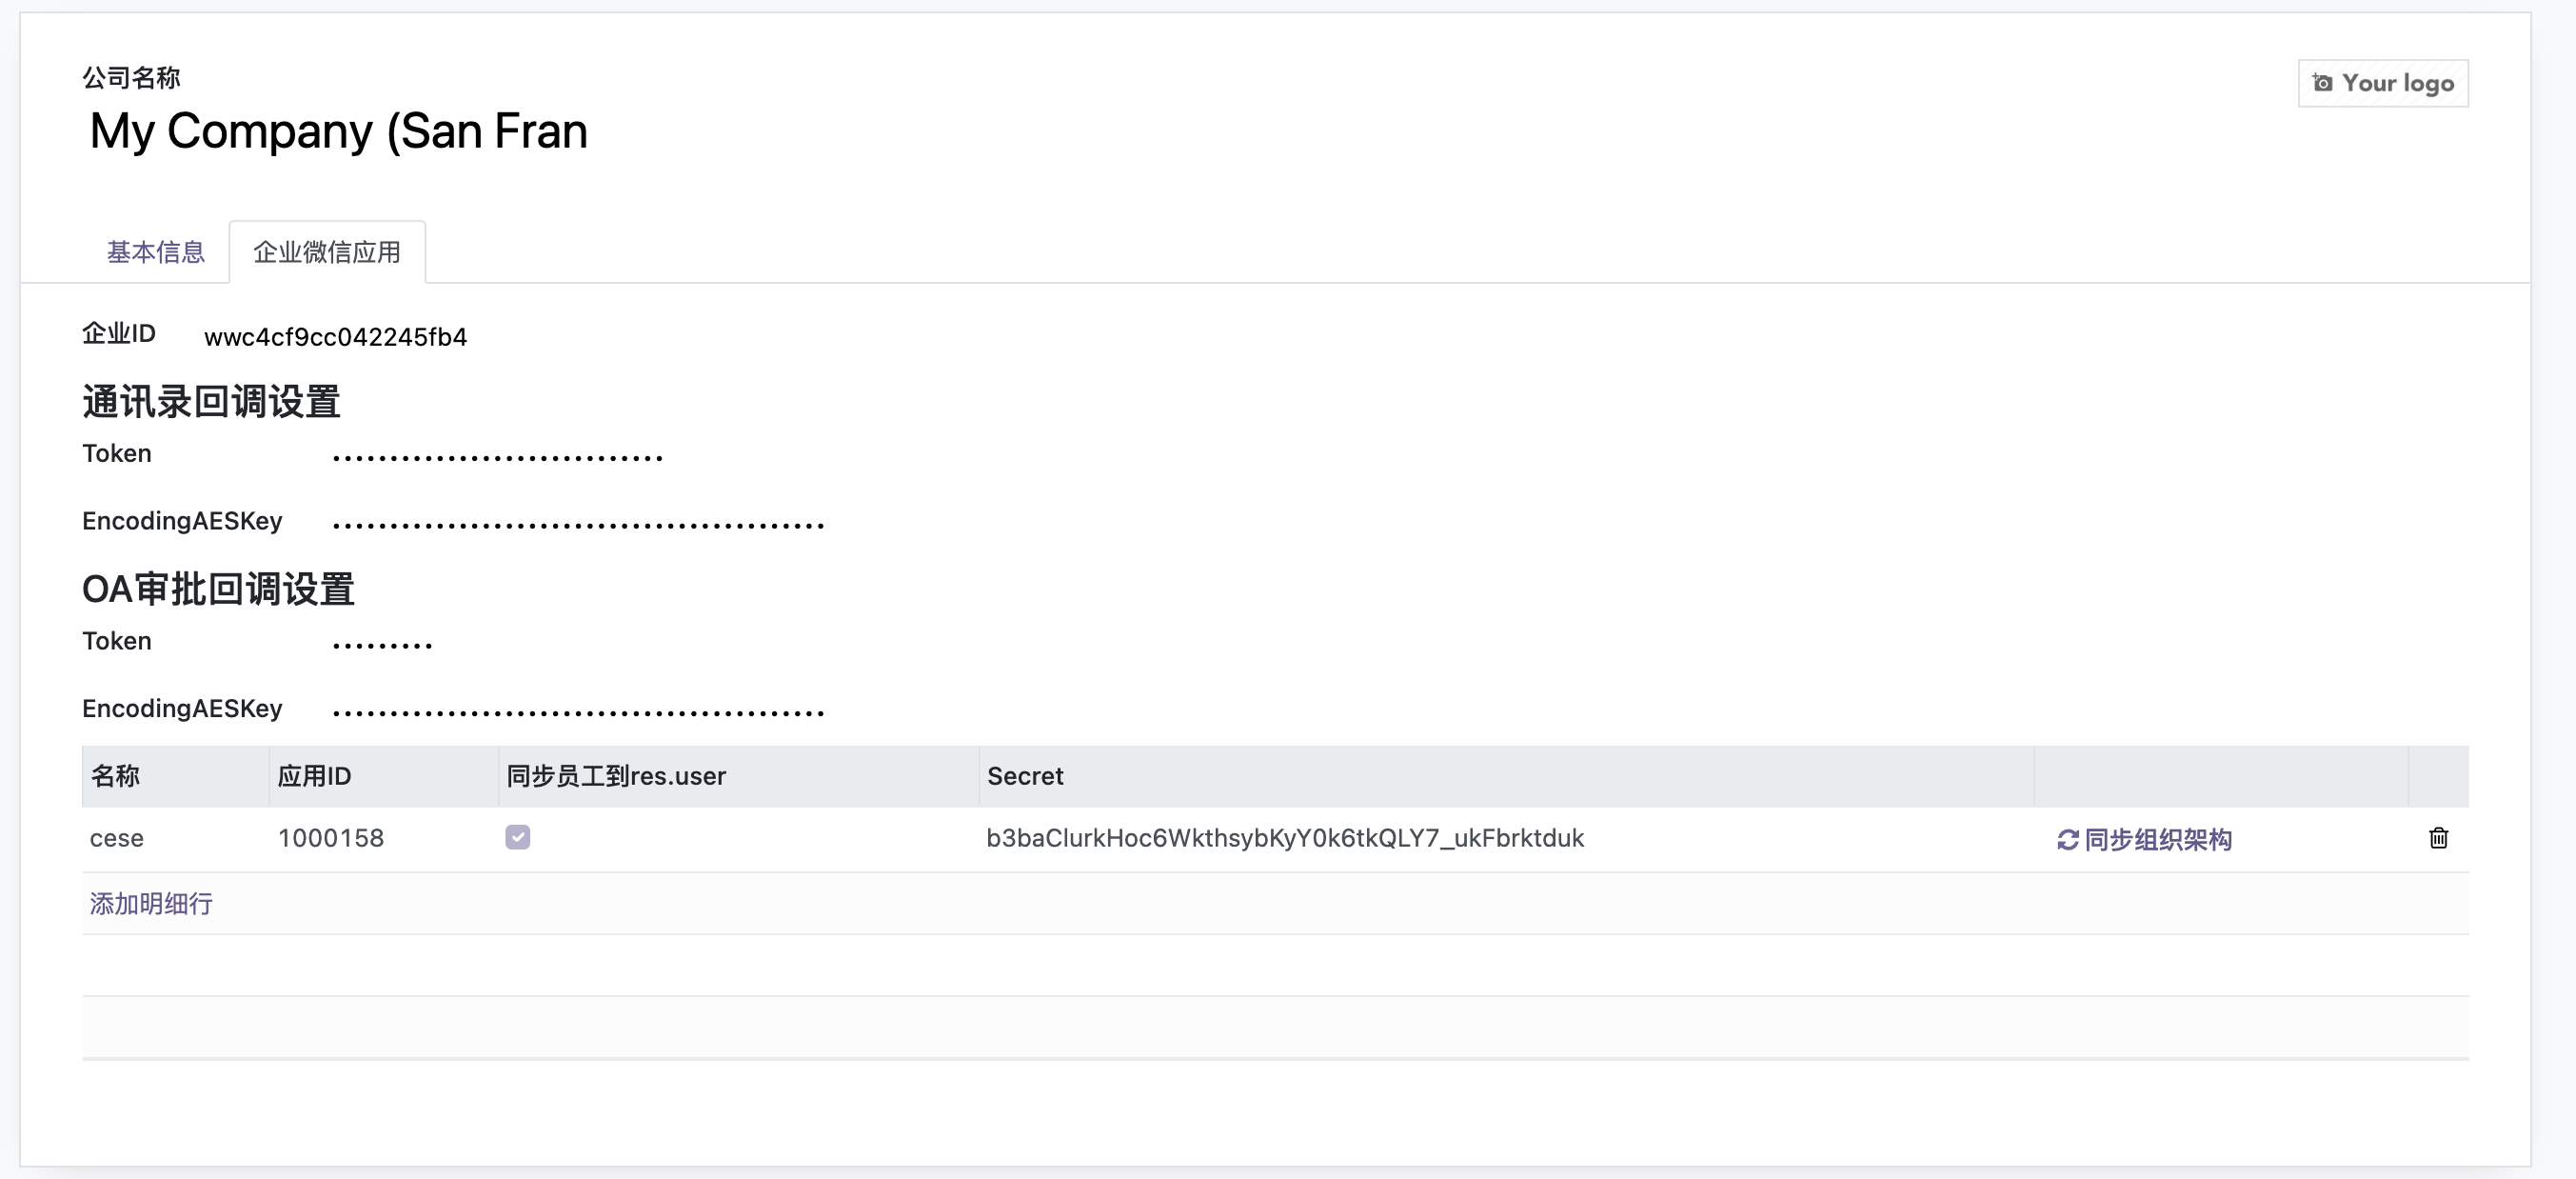 公司名称
Your logo
My Company (San Fran
基本信息 企业微信应用
企业ID wwc4cf9cc042245fb4
通讯录回调设置
Token
EncodingAESKey
OA审批回调设置
Token
EncodingAESKey
名称 应用ID 同步员工到res.user Secret
cese 1000158 b3baClurkHoc6WkthsybKyY0k6tkQLY7_ukFbrktduk 同步组织架构
添加明细行